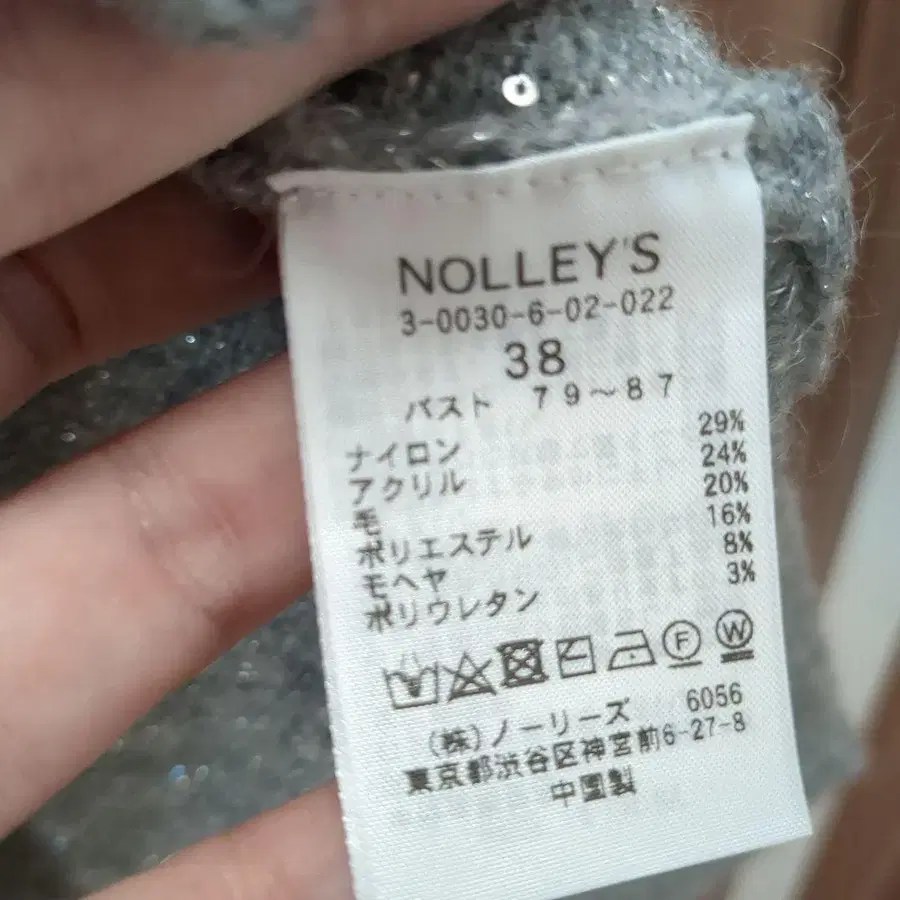 NOLLEY'S
3-0030-6-02-022
38
バスト 79～87
ナイロン 29%
アクリル 24%
毛 20%
ポリエステル 16%
モヘヤ 8%
ポリウレタン 3%
F W
(株)ノーリーズ 6056
東京都渋谷区神宮前6-27-8
中国製